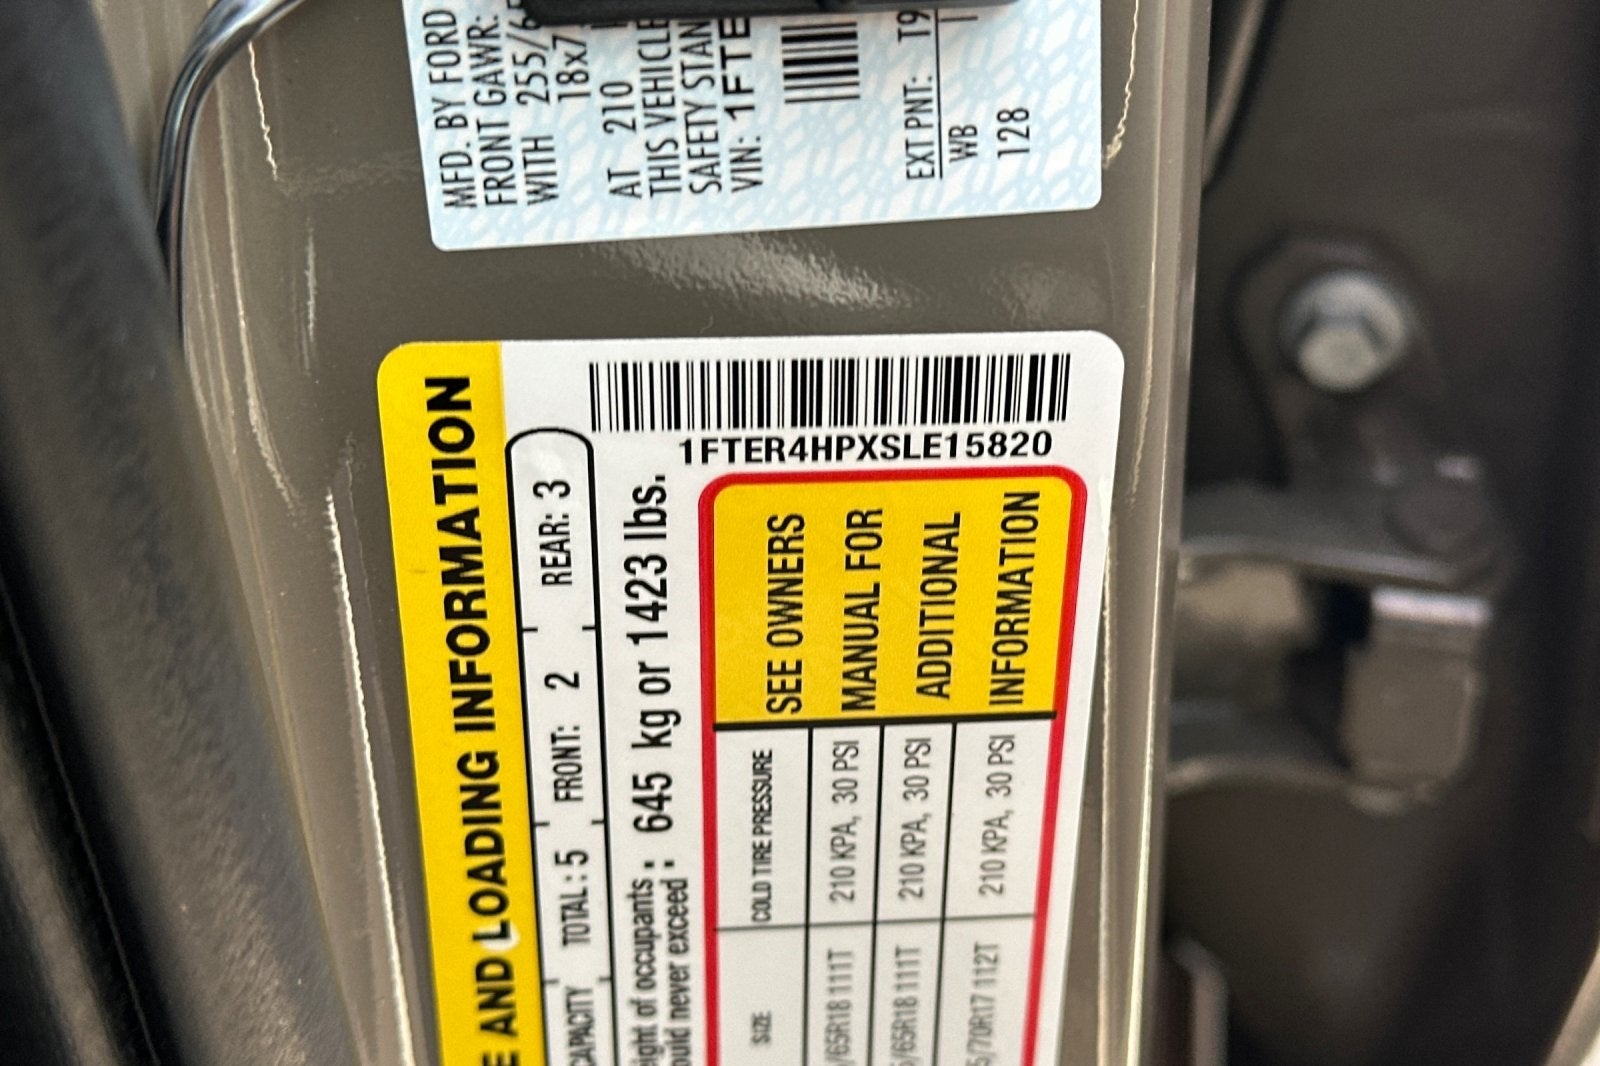 MFD. BY FORD
FRONT GAWR:
WITH 255/6
18x7
AT 210
THIS VEHICLE
SAFETY STAN
VIN: 1FTE
EXT PNT: T9
WB
128
E AND LOADING INFORMATION
CAPACITY TOTAL: 5 FRONT: 2 REAR: 3
eight of occupants :
ould never exceed : 645 kg or 1423 lbs.
1FTER4HPXSLE15820
SIZE COLD TIRE PRESSURE
/65R18 111T 210 KPA, 30 PSI
/65R18 111T 210 KPA, 30 PSI
5/70R17 112T 210 KPA, 30 PSI
SEE OWNERS
MANUAL FOR
ADDITIONAL
INFORMATION